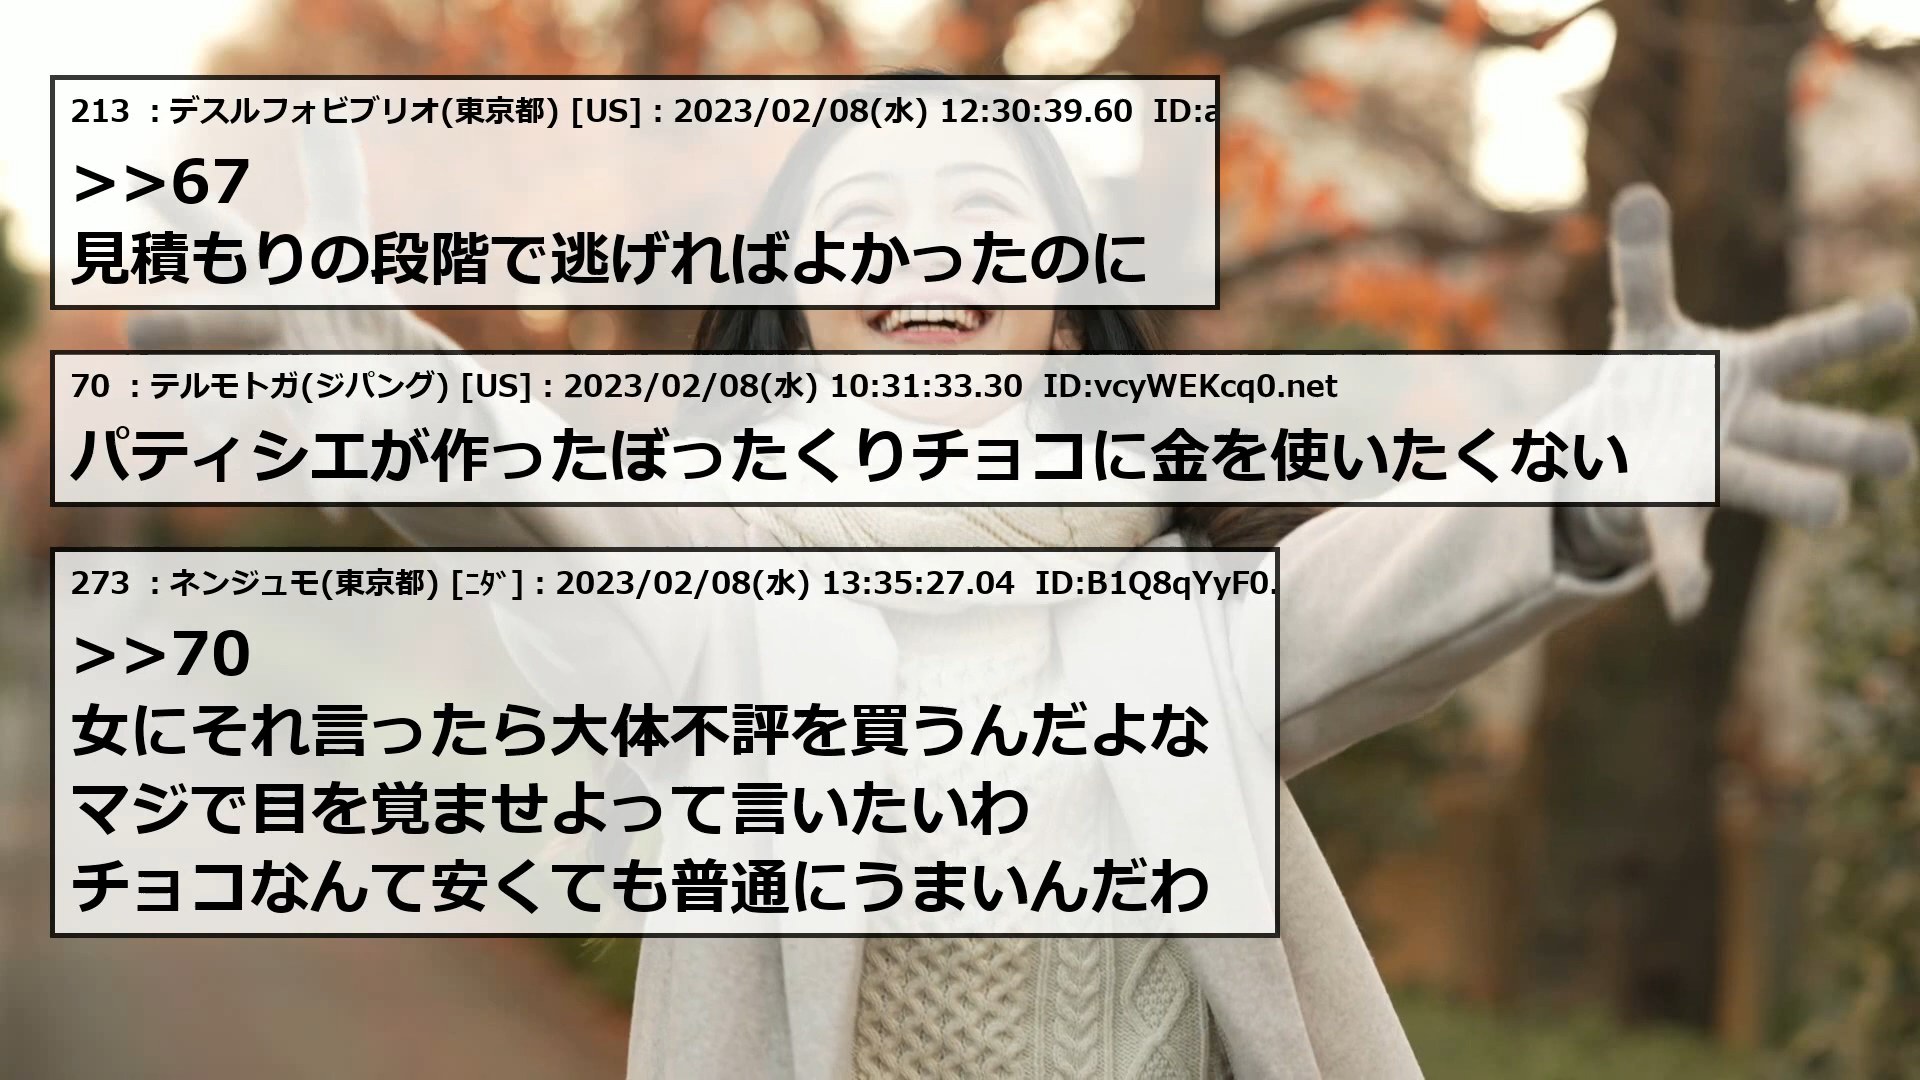 213 ：デスルフォビブリオ(東京都) [US]：2023/02/08(水) 12:30:39.60 ID:a
>>67
見積もりの段階で逃げればよかったのに
70 ：テルモトガ(ジパング) [US]：2023/02/08(水) 10:31:33.30 ID:vcyWEKcq0.net
パティシエが作ったぼったくりチョコに金を使いたくない
273 ：ネンジュモ(東京都) [ﾆﾀﾞ]：2023/02/08(水) 13:35:27.04 ID:B1Q8qYyF0.
>>70
女にそれ言ったら大体不評を買うんだよな
マジで目を覚ませよって言いたいわ
チョコなんて安くても普通にうまいんだわ